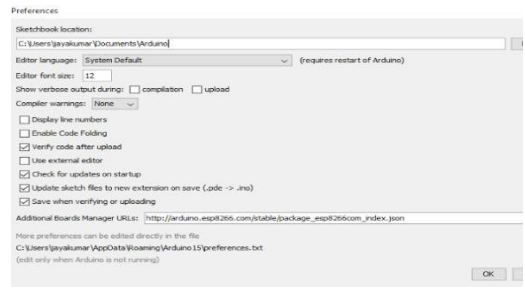 Preferences
Sketchbook location:
C:\Users\jayakumar\Documents\Arduino
Editor language: System Default (requires restart of Arduino)
Editor font size: 12
Show verbose output during: compilation upload
Compiler warnings: None
Display line numbers
Enable Code Folding
Verify code after upload
Use external editor
Check for updates on startup
Update sketch files to new extension on save (.pde -> .ino)
Save when verifying or uploading
Additional Boards Manager URLs: http://arduino.esp8266.com/stable/package_esp8266com_index.json
More preferences can be edited directly in the file
C:\Users\jayakumar\AppData\Roaming\Arduino15\preferences.txt
(edit only when Arduino is not running)
OK